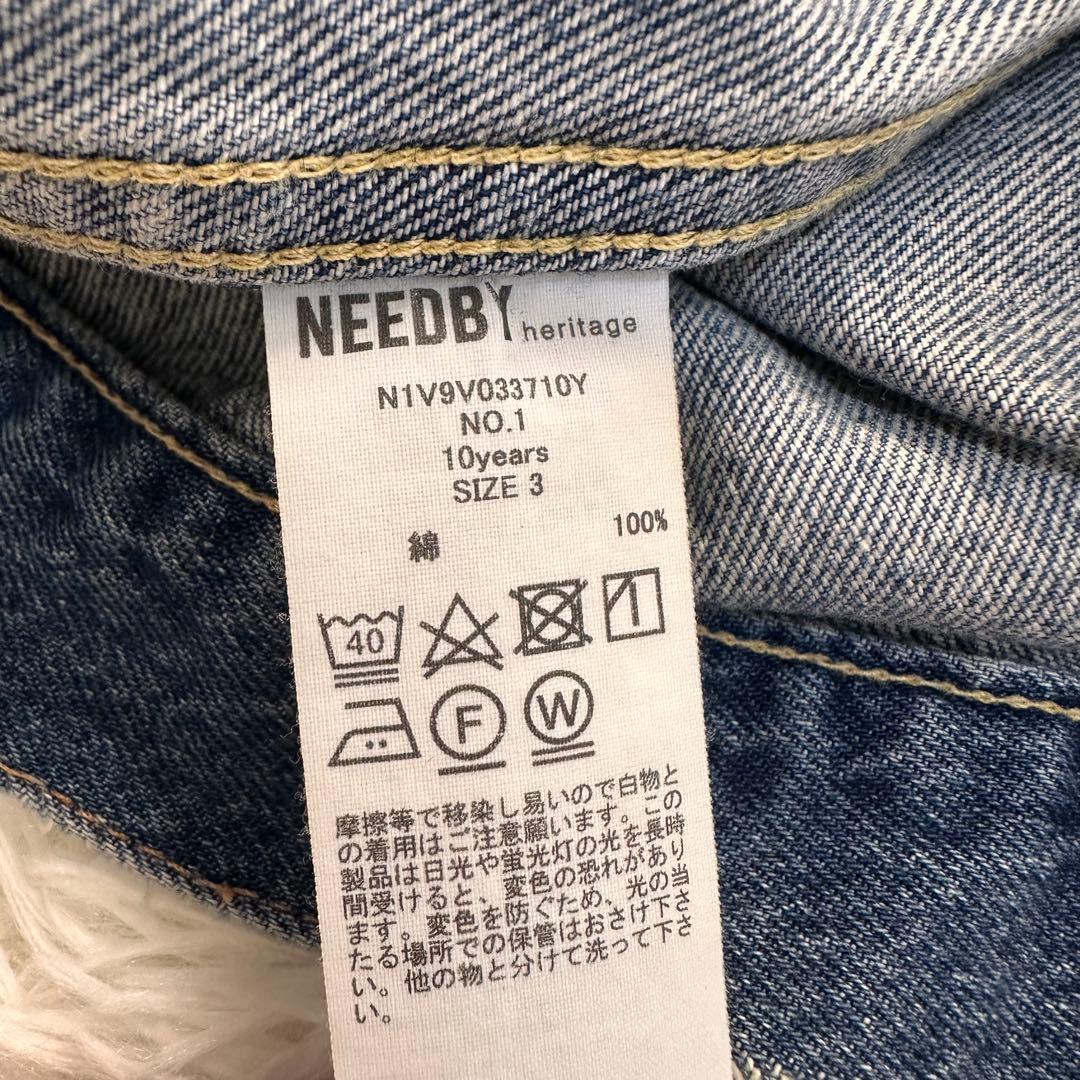 NEEDBY heritage
N1V9V033710Y
NO.1
10years
SIZE 3
綿 100%
40
F W
摩擦等では移染し易いので白物と
の着用はご注意願います。この
製品は日光や蛍光灯の光を長時
間受けると、変色の恐れがあり
ます。変色を防ぐため、光の当
たる場所での保管はおさけ下さ
い。他の物と分けて洗って下さ
い。